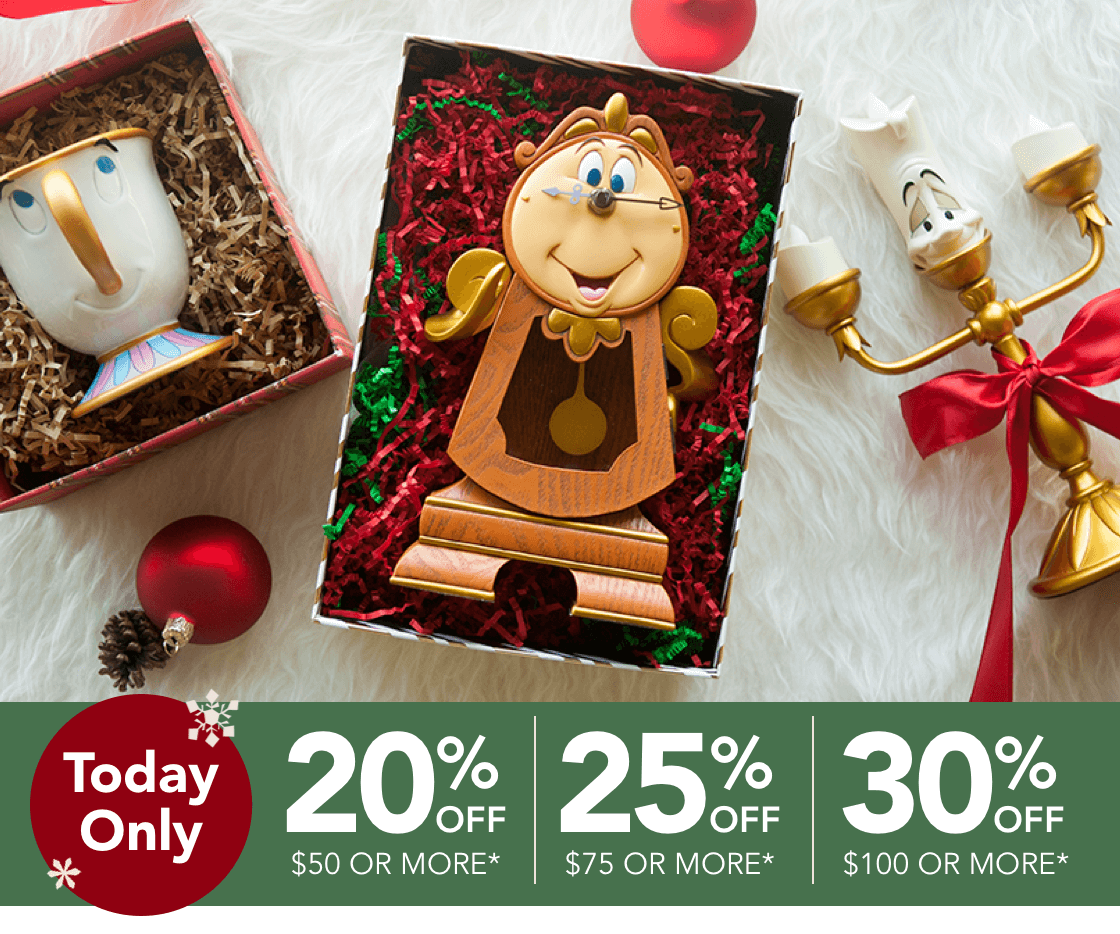 Today
Only
20% OFF
$50 OR MORE*
25% OFF
$75 OR MORE*
30% OFF
$100 OR MORE*